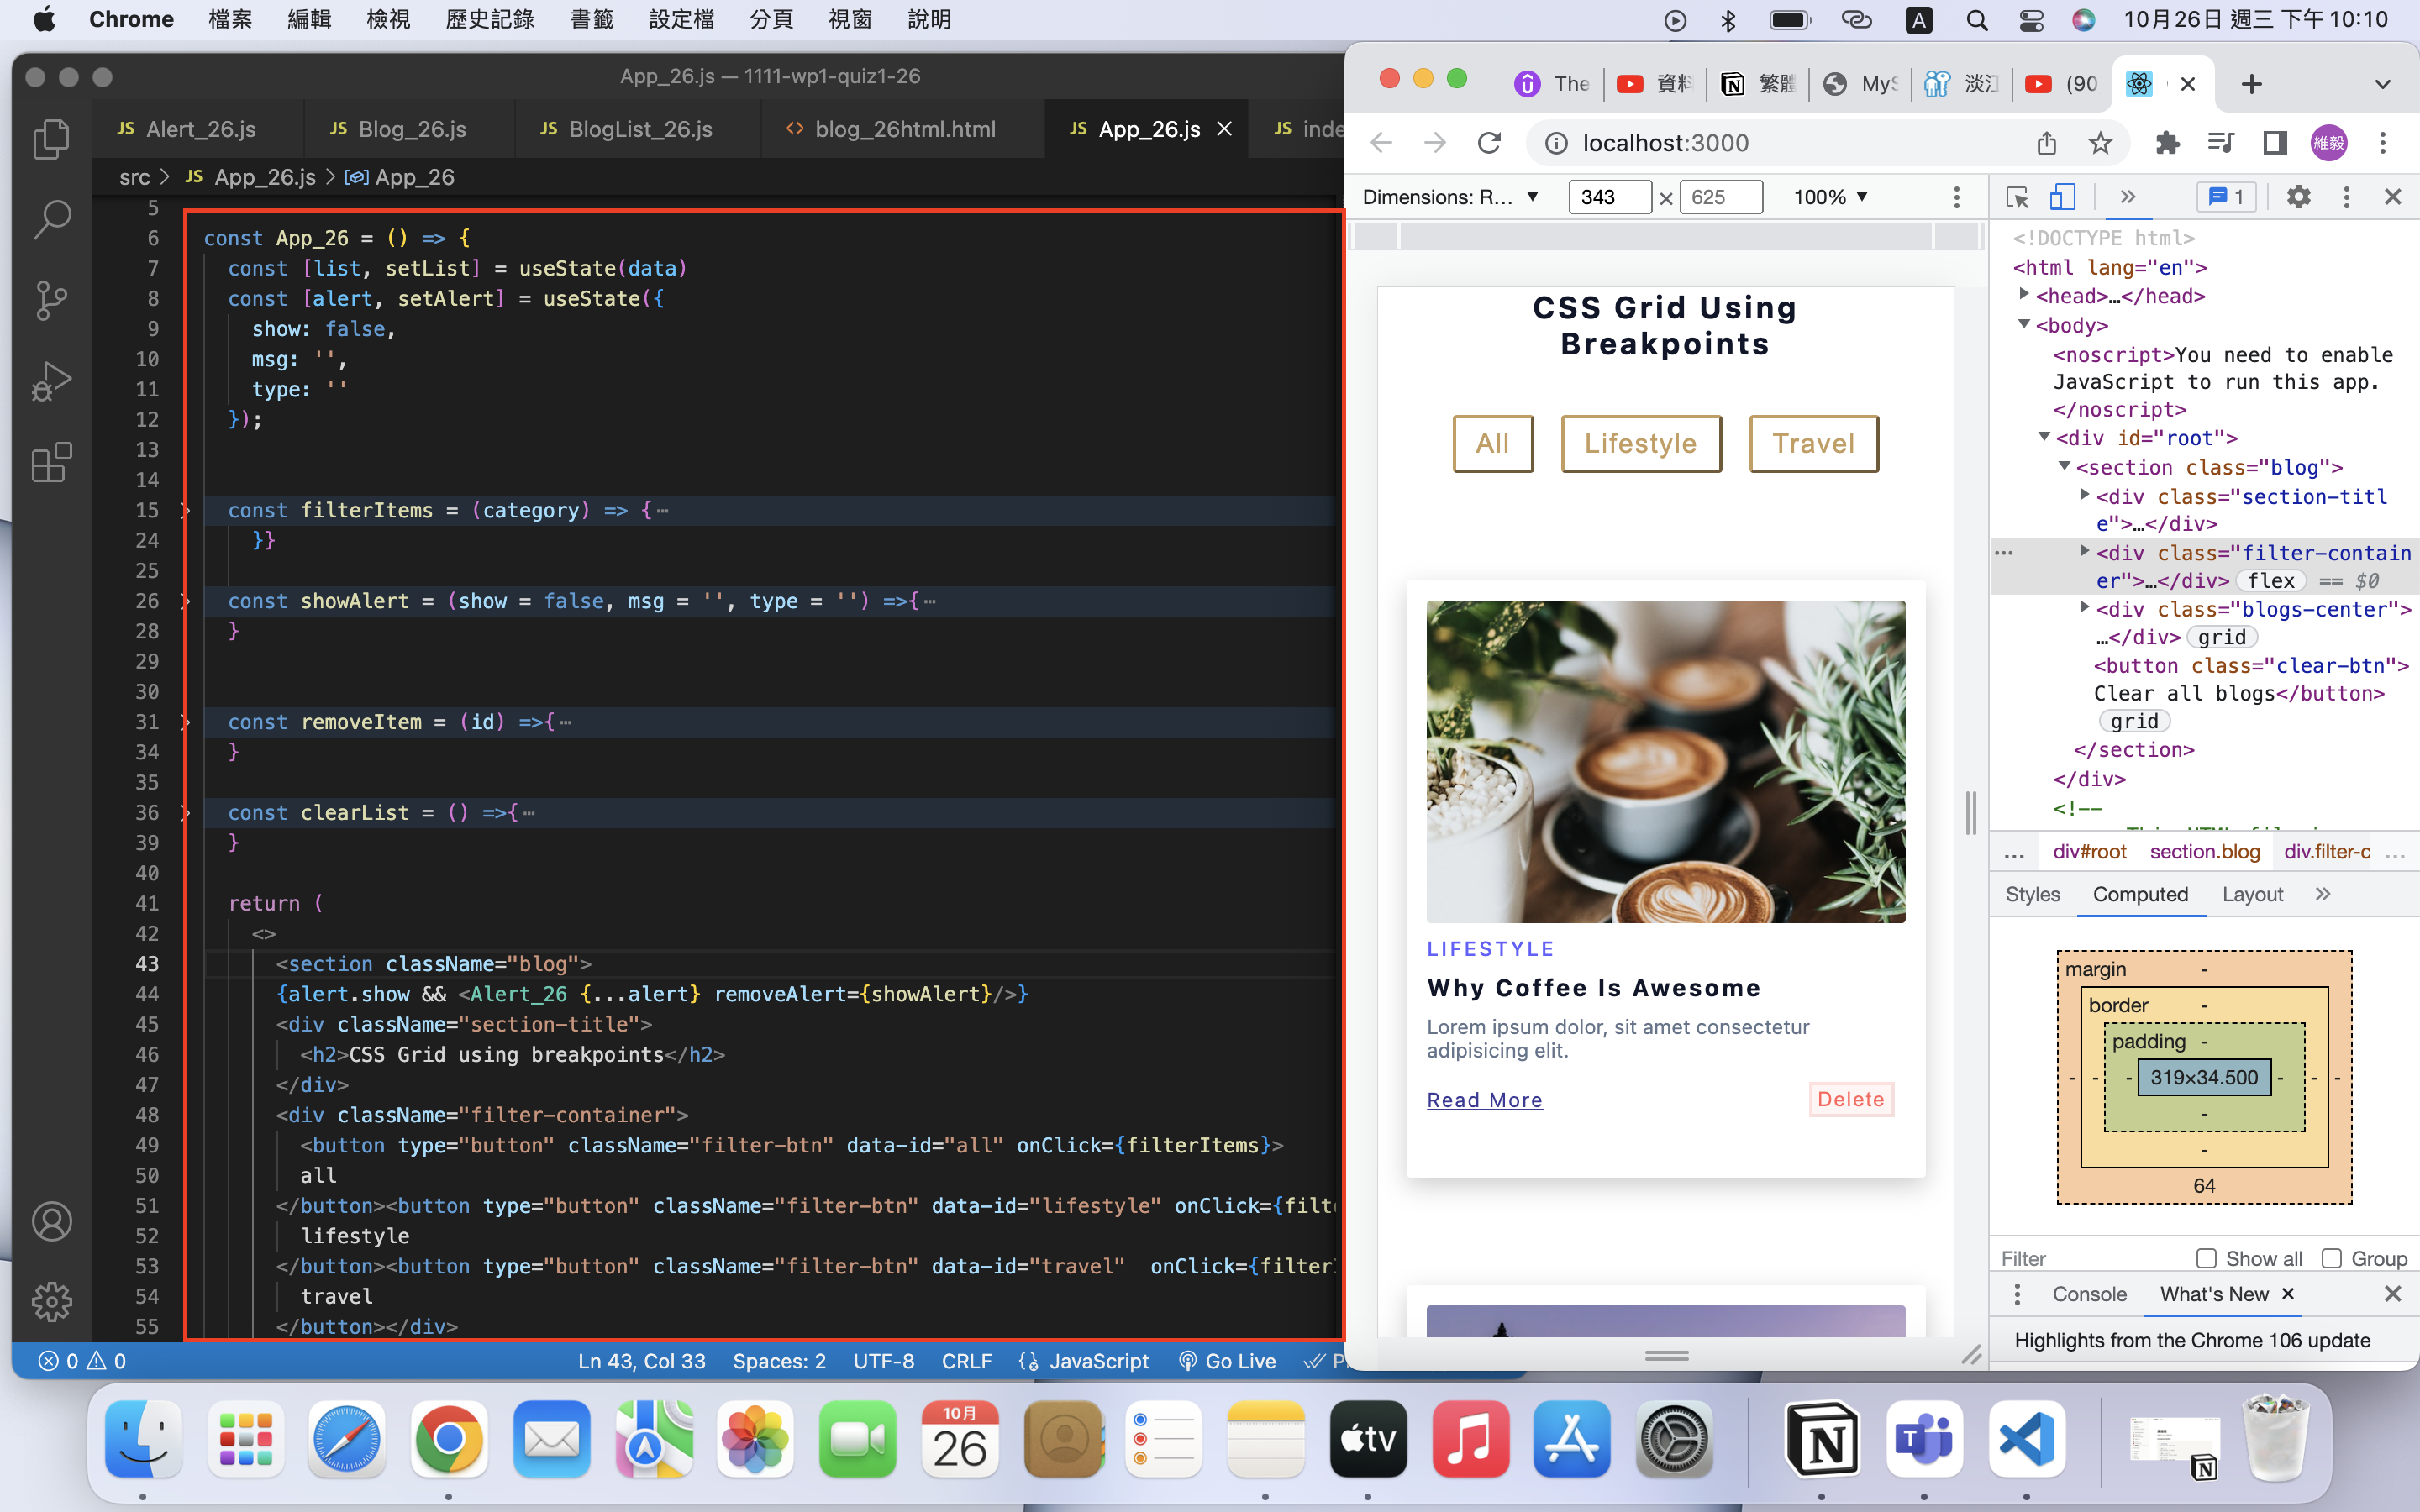 Chrome 檔案 編輯 檢視 歷史記錄 書籤 設定檔 分頁 視窗 說明 A 10月26日 週三 下午 10:10
App_26.js — 1111-wp1-quiz1-26
JS Alert_26.js JS Blog_26.js JS BlogList_26.js <> blog_26html.html JS App_26.js JS inde
src > JS App_26.js > App_26
5
6 const App_26 = () => {
7 const [list, setList] = useState(data)
8 const [alert, setAlert] = useState({
9 show: false,
10 msg: '',
11 type: ''
12 });
13
14
15 const filterItems = (category) => {…
24 }}
25
26 const showAlert = (show = false, msg = '', type = '') =>{…
28 }
29
30
31 const removeItem = (id) =>{…
34 }
35
36 const clearList = () =>{…
39 }
40
41 return (
42 <>
43 <section className="blog">
44 {alert.show && <Alert_26 {...alert} removeAlert={showAlert}/>}
45 <div className="section-title">
46 <h2>CSS Grid using breakpoints</h2>
47 </div>
48 <div className="filter-container">
49 <button type="button" className="filter-btn" data-id="all" onClick={filterItems}>
50 all
51 </button><button type="button" className="filter-btn" data-id="lifestyle" onClick={filt
52 lifestyle
53 </button><button type="button" className="filter-btn" data-id="travel"  onClick={filter
54 travel
55 </button></div>
0 0 Ln 43, Col 33 Spaces: 2 UTF-8 CRLF JavaScript Go Live P
The 資料 繁體 MyS 淡江 (90
localhost:3000 維毅
Dimensions: R... 343 × 625 100%
CSS Grid Using
Breakpoints
All Lifestyle Travel
LIFESTYLE
Why Coffee Is Awesome
Lorem ipsum dolor, sit amet consectetur
adipisicing elit.
Read More Delete
1
<!DOCTYPE html>
<html lang="en">
<head>…</head>
<body>
<noscript>You need to enable
JavaScript to run this app.
</noscript>
<div id="root">
<section class="blog">
<div class="section-titl
e">…</div>
<div class="filter-contain
er">…</div> flex == $0
<div class="blogs-center">
…</div> grid
<button class="clear-btn">
Clear all blogs</button>
grid
</section>
</div>
<!--
... div#root section.blog div.filter-c ...
Styles Computed Layout
margin -
border -
padding -
- - - 319×34.500 - - -
-
-
64
Filter Show all Group
Console What's New
Highlights from the Chrome 106 update
10月
26
tv
N
T
N